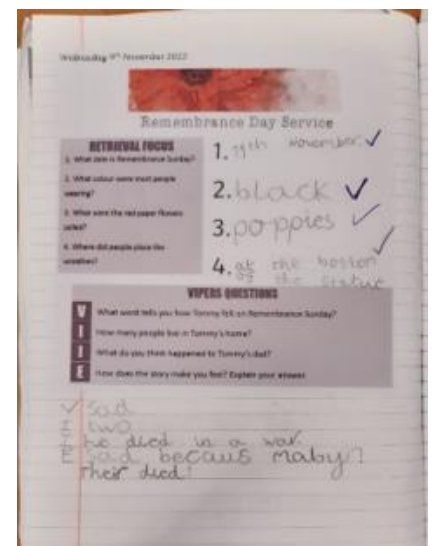 Wednesday 9th November 2022
Remembrance Day Service
RETRIEVAL FOCUS
1. What date is Remembrance Sunday?
2. What colour were most people
wearing?
3. What were the red paper flowers
called?
4. Where did people place the
wreathes?
1. 11th November
2. black
3. poppies
4. at the bottom
of the statue
VIPERS QUESTIONS
V What word tells you how Tommy felt on Remembrance Sunday?
I How many people live in Tommy's home?
I What do you think happened to Tommy's dad?
E How does the story make you feel? Explain your answer.
V sad
I two
I he died in a war
E sad becaus maby
their died!